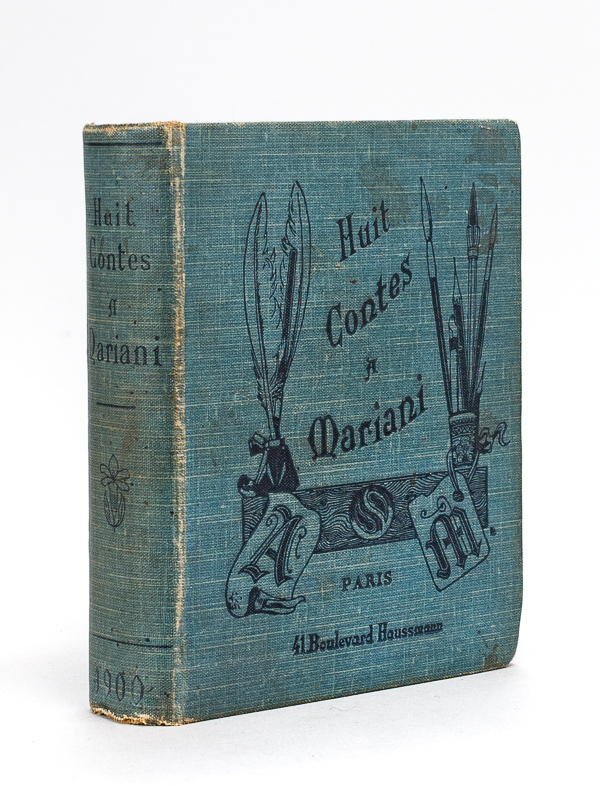 Huit
Contes
A
Mariani
1900
Huit
Contes
A
Mariani
A
M
PARIS
41. Boulevard Haussmann